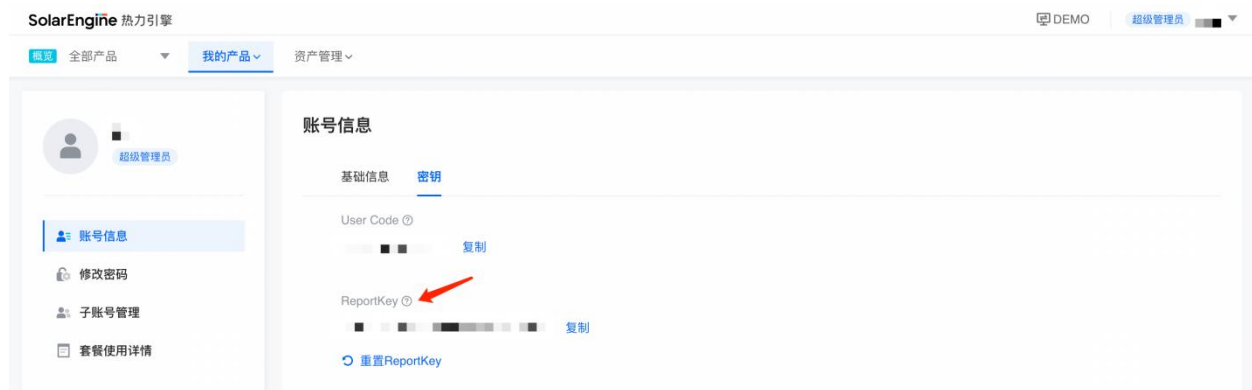 SolarEngine 热力引擎
DEMO 超级管理员
概览 全部产品 我的产品 资产管理
超级管理员
账号信息
修改密码
子账号管理
套餐使用详情
账号信息
基础信息 密钥
User Code
复制
ReportKey
复制
重置ReportKey